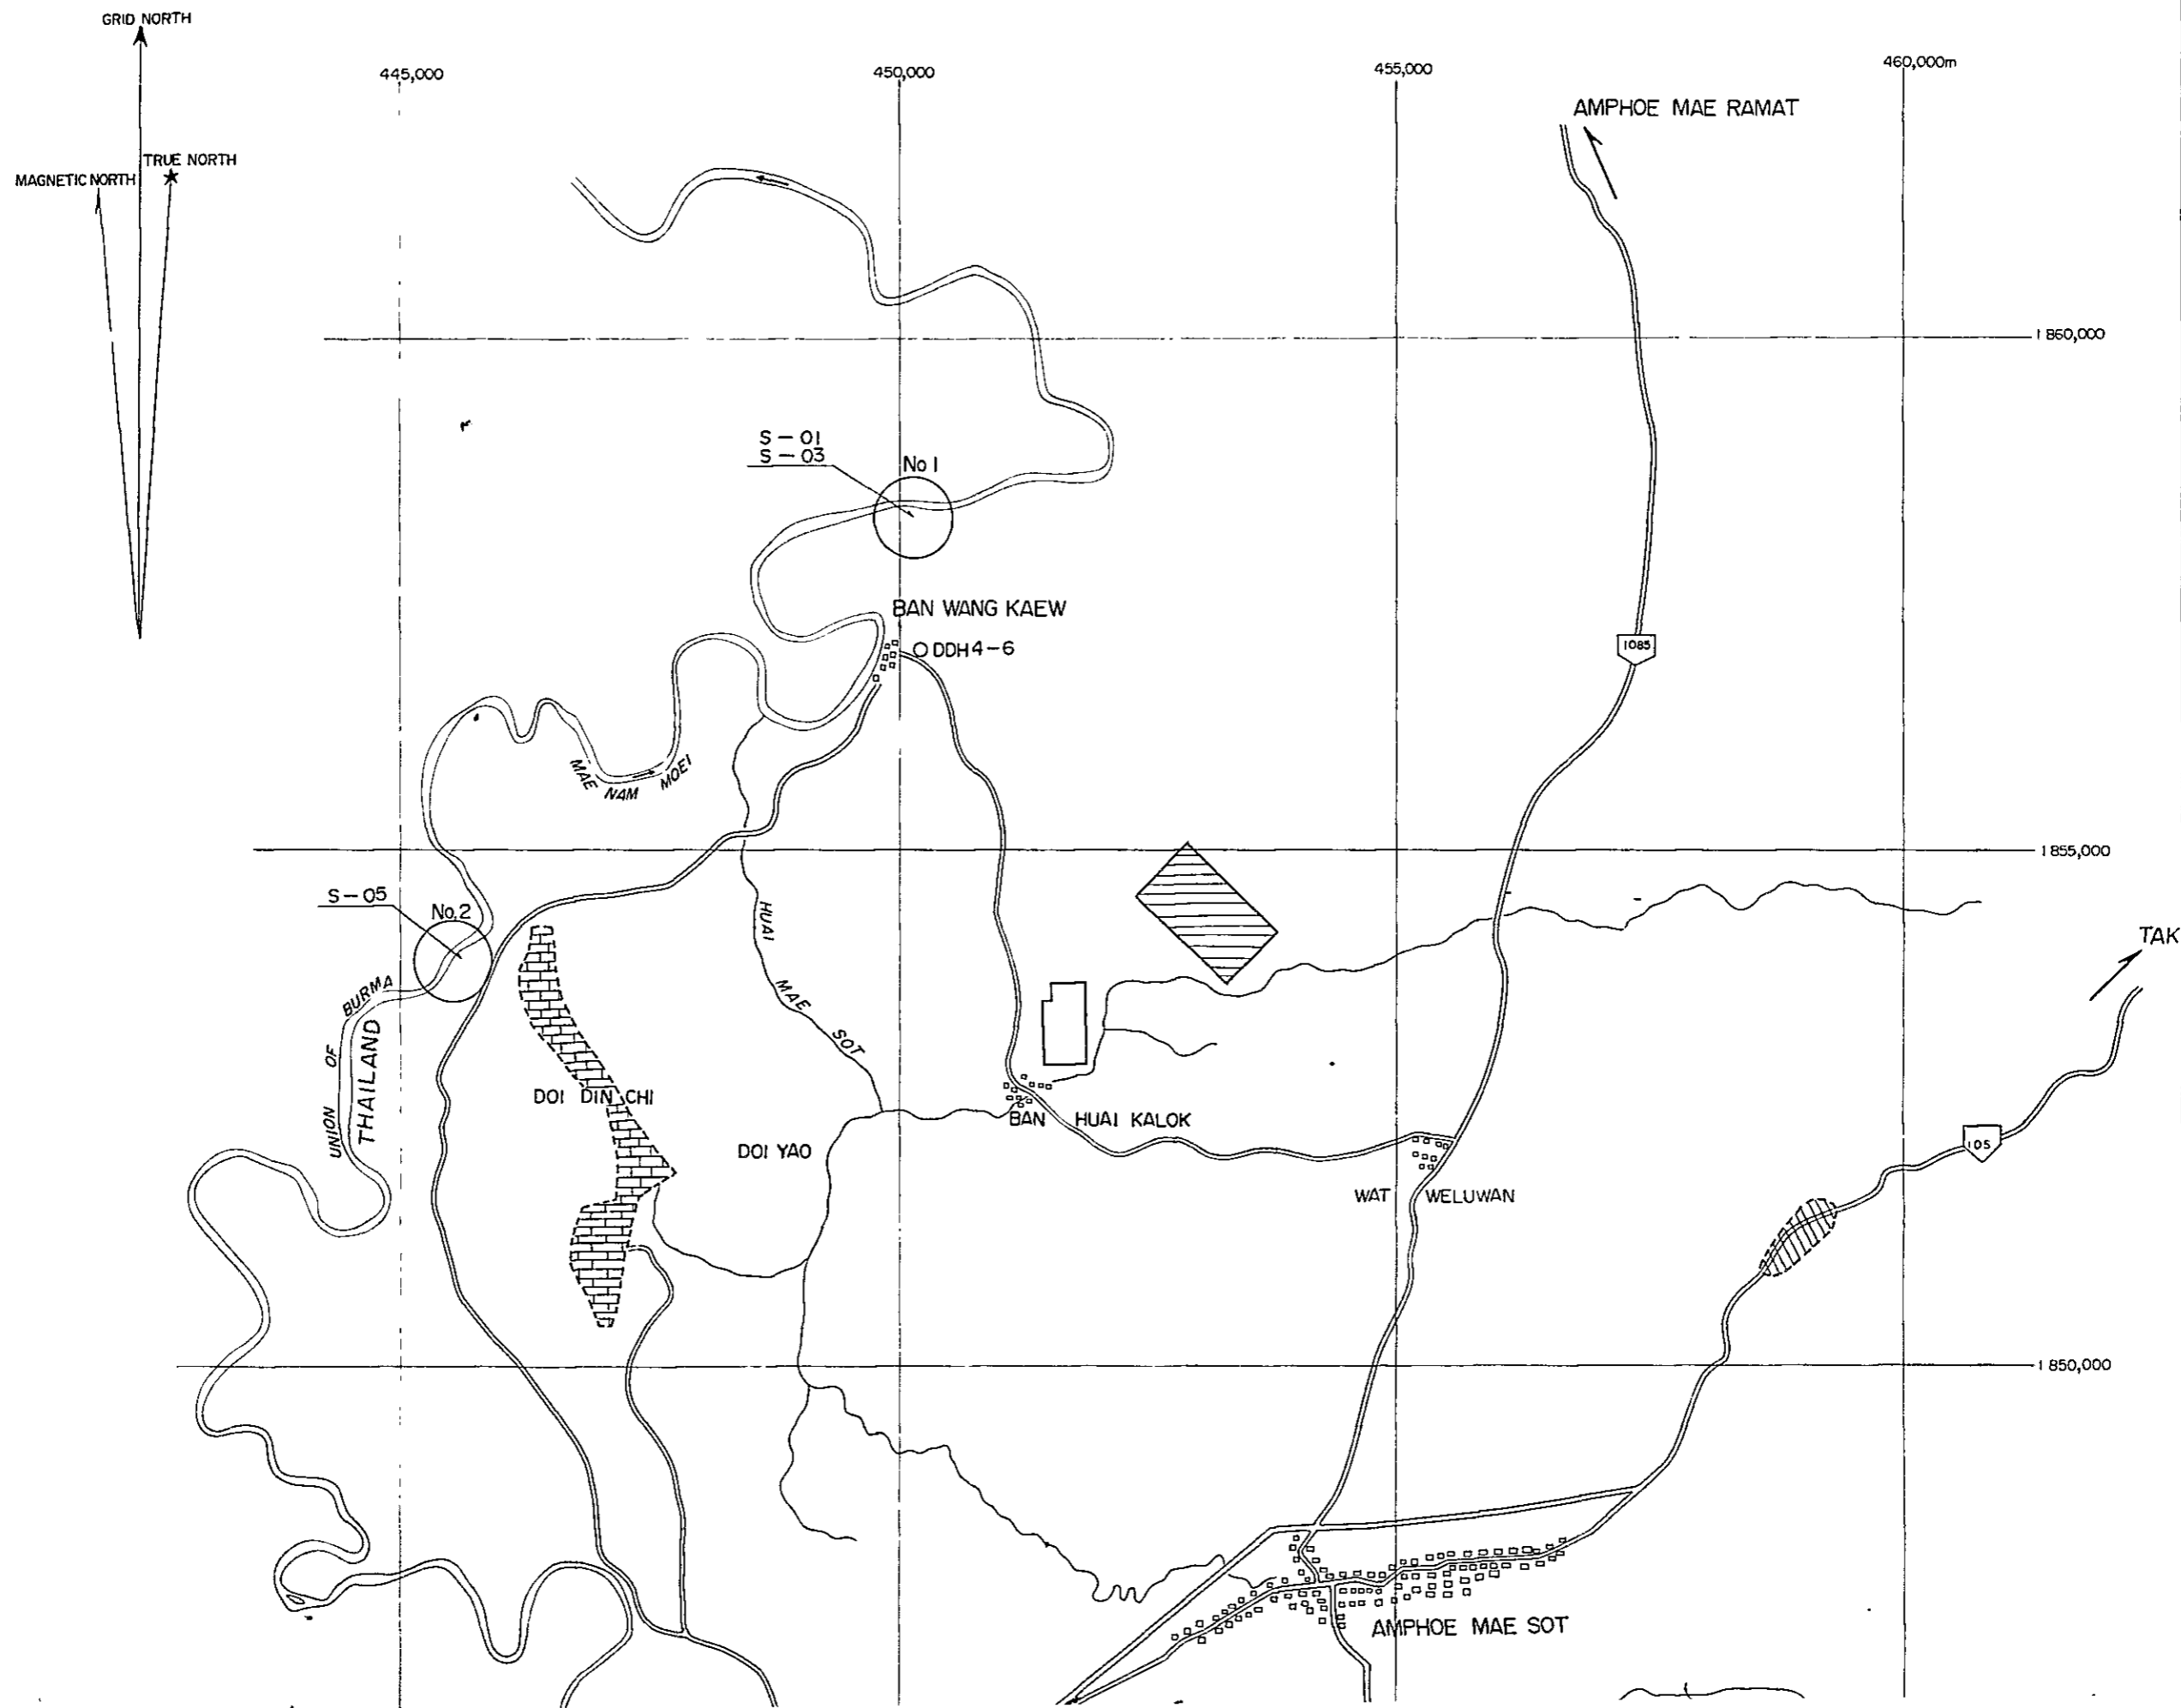 GRID NORTH
445,000
450,000
455,000
460,000m
AMPHOE MAE RAMAT
TRUE NORTH
MAGNETIC NORTH
1 860,000
S-01
S-03
No 1
BAN WANG KAEW
O DDH 4-6
1085
MAE NAM MOEI
1 855,000
S-05
No.2
HUAI MAE SOT
TAK
UNION OF BURMA
THAILAND
DOI DIN CHI
BAN HUAI KALOK
105
DOI YAO
WAT WELUWAN
1 850,000
AMPHOE MAE SOT